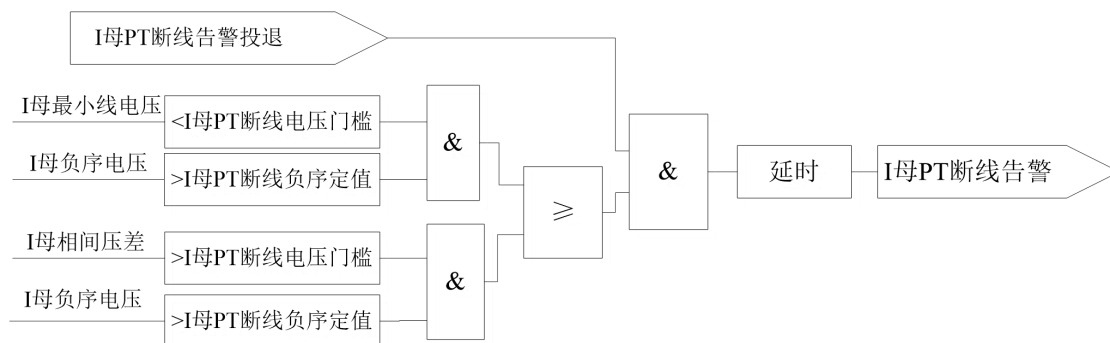 I母PT断线告警投退
I母最小线电压
<I母PT断线电压门槛
&
I母负序电压
>I母PT断线负序定值
≥
&
延时
I母PT断线告警
I母相间压差
>I母PT断线电压门槛
&
I母负序电压
>I母PT断线负序定值